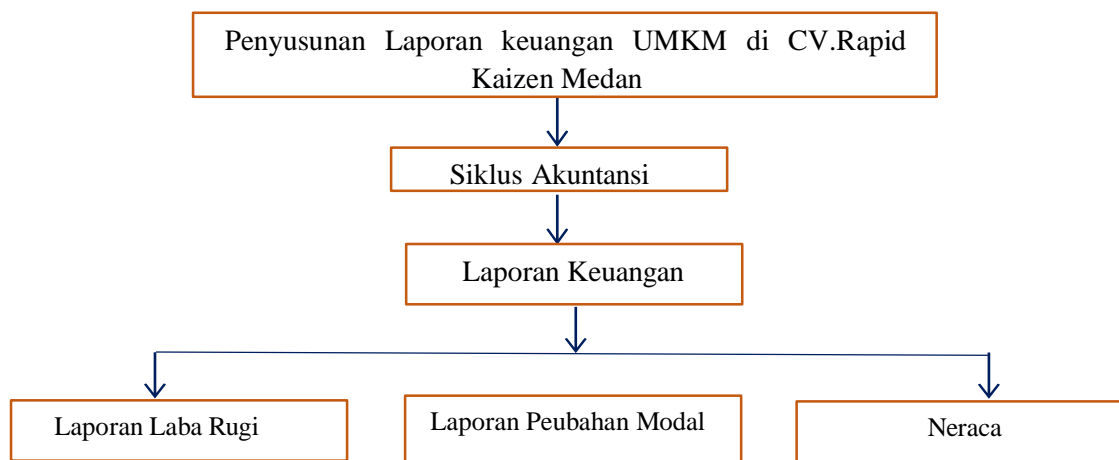 Penyusunan Laporan keuangan UMKM di CV.Rapid
Kaizen Medan
Siklus Akuntansi
Laporan Keuangan
Laporan Laba Rugi
Laporan Peubahan Modal
Neraca